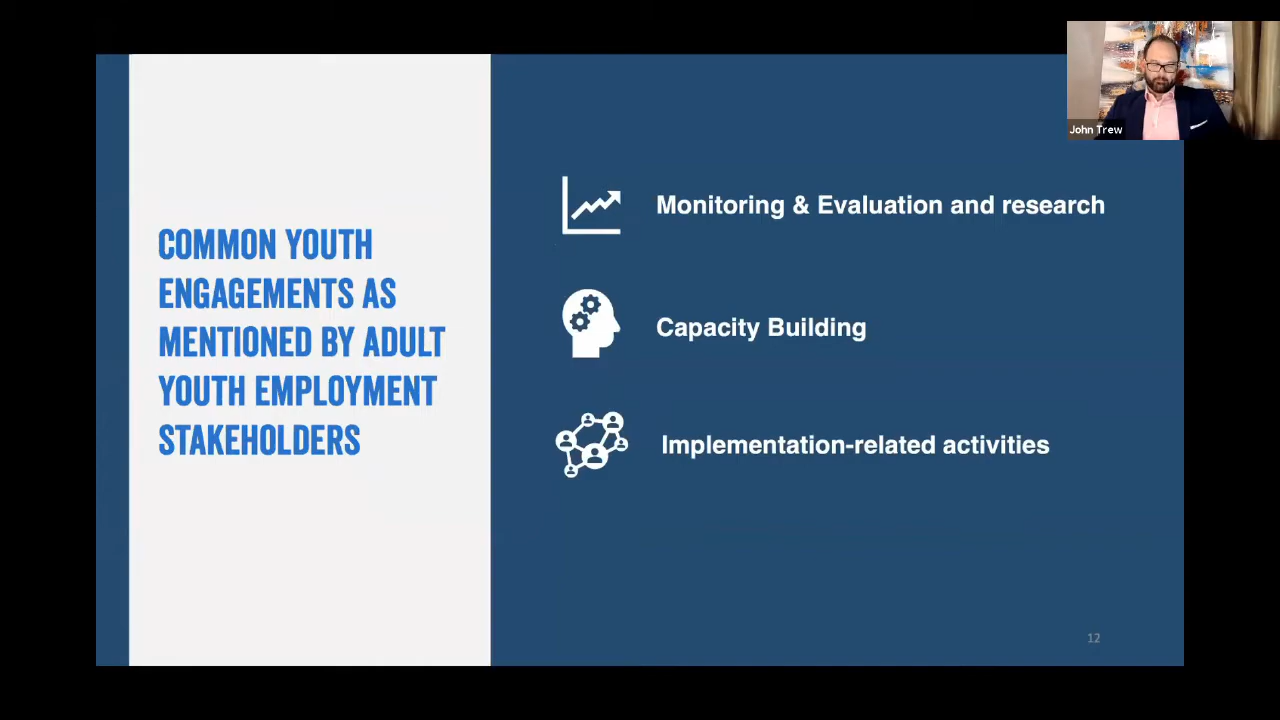 John Trew
COMMON YOUTH
ENGAGEMENTS AS
MENTIONED BY ADULT
YOUTH EMPLOYMENT
STAKEHOLDERS
Monitoring & Evaluation and research
Capacity Building
Implementation-related activities
12